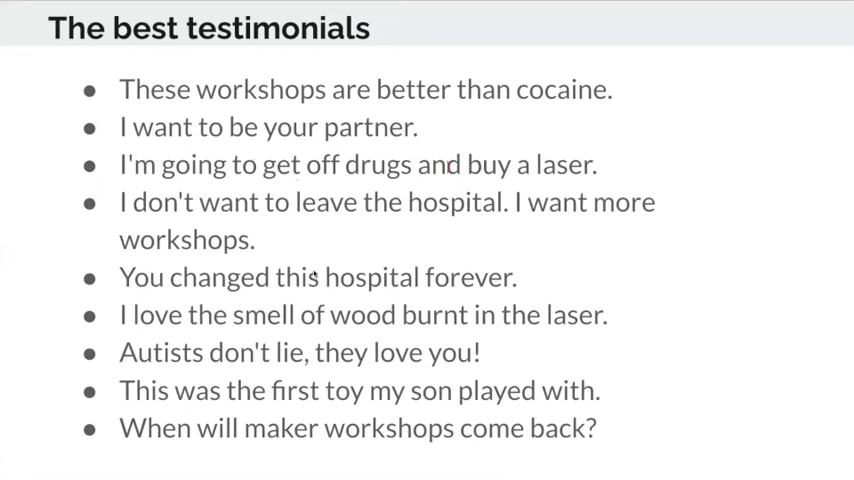 The best testimonials
● These workshops are better than cocaine.
● I want to be your partner.
● I'm going to get off drugs and buy a laser.
● I don't want to leave the hospital. I want more
workshops.
● You changed this hospital forever.
● I love the smell of wood burnt in the laser.
● Autists don't lie, they love you!
● This was the first toy my son played with.
● When will maker workshops come back?